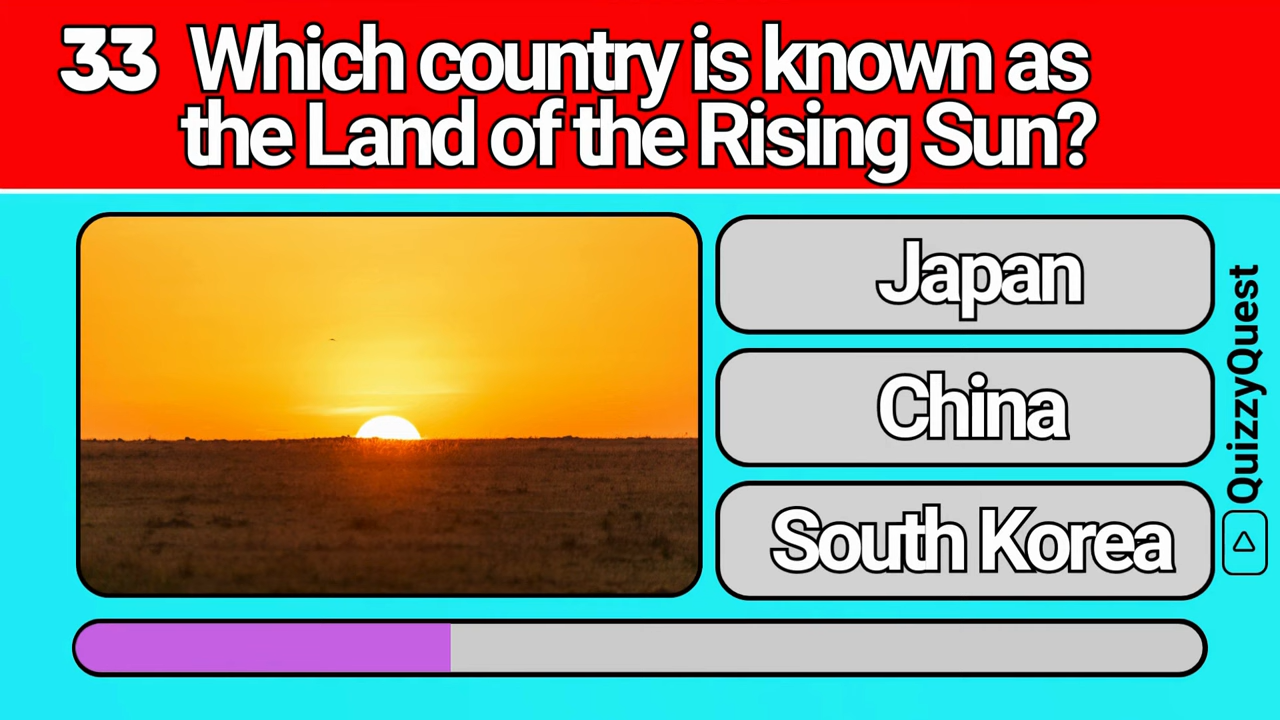 33 Which country is known as
the Land of the Rising Sun?
Japan
China
South Korea
QuizzyQuest